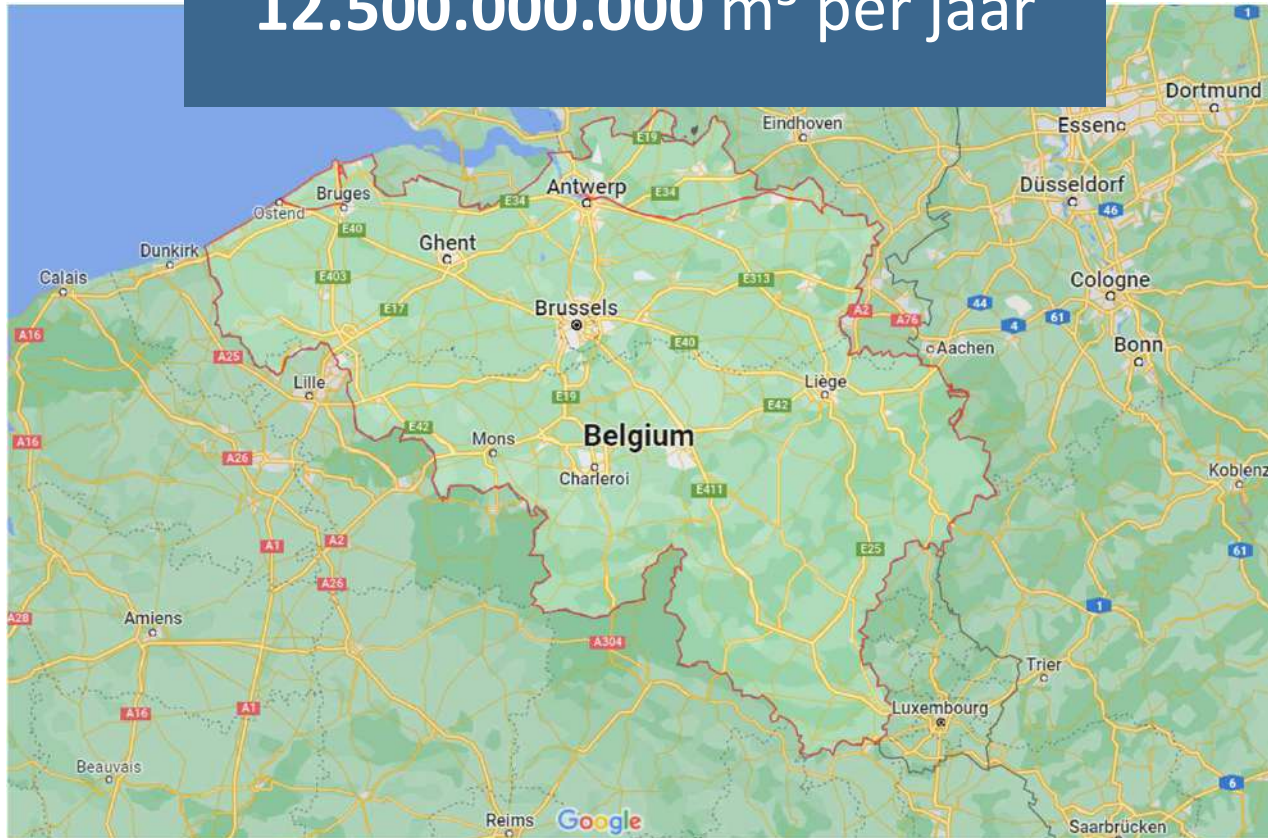 12.500.000.000 m³ per jaar
1
Dortmund
Essen
Eindhoven
E19
Düsseldorf
46
Antwerp
E34
Bruges
E34
Ostend
E40
Ghent
Dunkirk
Calais
E403
E313
Cologne
E17
Brussels
44
A2
A76
4
61
A16
A25
E40
Aachen
Bonn
Lille
Liège
E19
E42
E42
A16
Mons
Belgium
A26
Charleroi
Koblenz
E411
A1
A2
E25
61
A26
1
A28
Amiens
A304
Trier
A16
A1
Luxembourg
Beauvais
6
Reims
Google
Saarbrücken